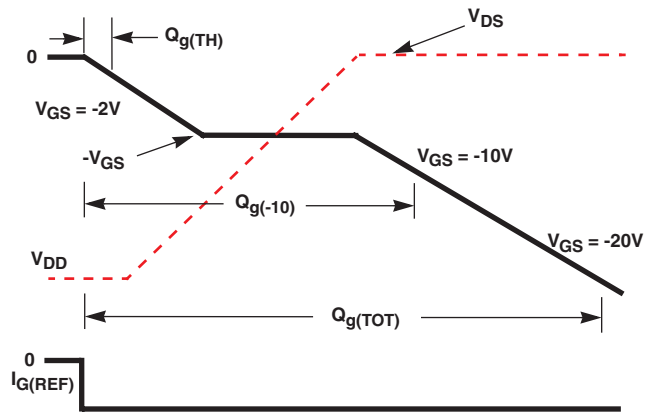 Qg(TH)
VDS
0
VGS = -2V
-VGS
VGS = -10V
Qg(-10)
VGS = -20V
VDD
Qg(TOT)
0
IG(REF)